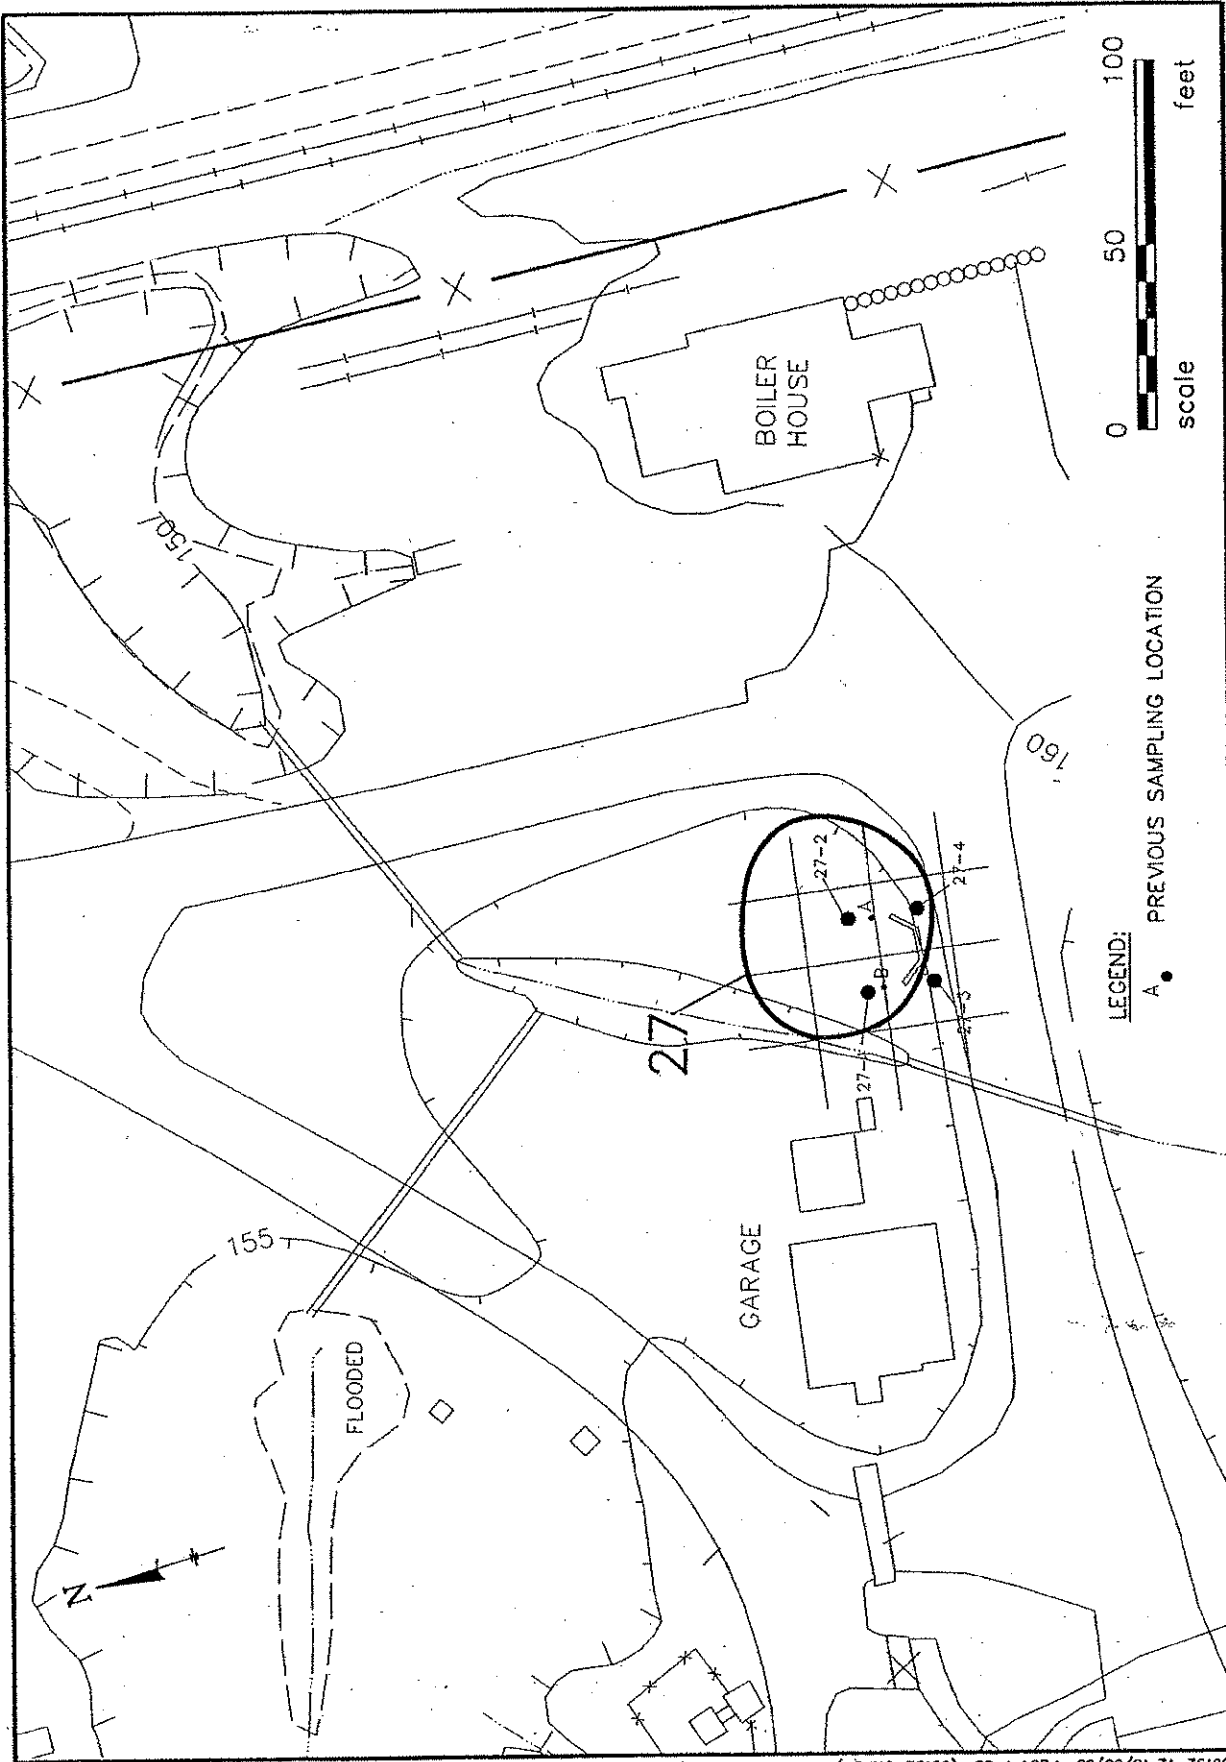 N
FLOODED
155
150
GARAGE
27
27-2
A
B
27-4
BOILER
HOUSE
160
LEGEND:
A ● PREVIOUS SAMPLING LOCATION
0 50 100
scale feet